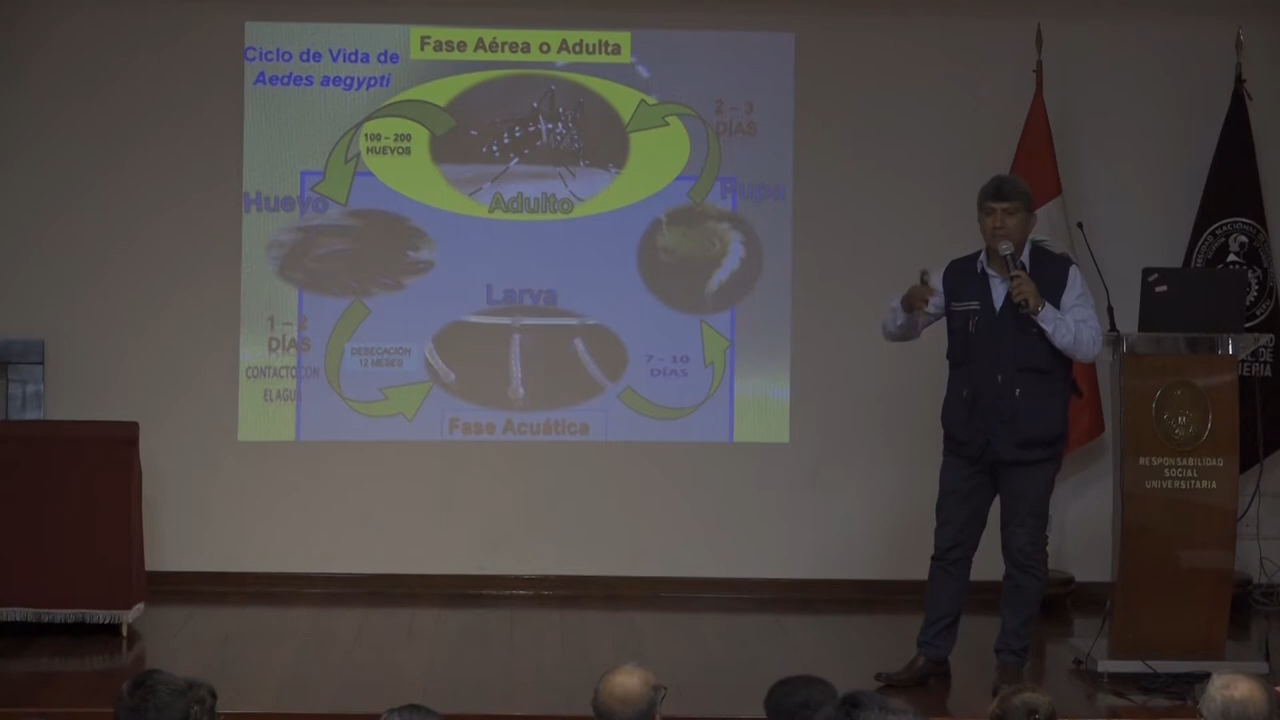 Ciclo de Vida de
Aedes aegypti
Fase Aérea o Adulta
100 – 200
HUEVOS
2 – 3
DÍAS
Huevo
Adulto
Pupa
Larva
1 – 2
DÍAS
CONTACTO CON
EL AGUA
DESECACIÓN
12 MESES
7 – 10
DÍAS
Fase Acuática
RESPONSABILIDAD
SOCIAL
UNIVERSITARIA